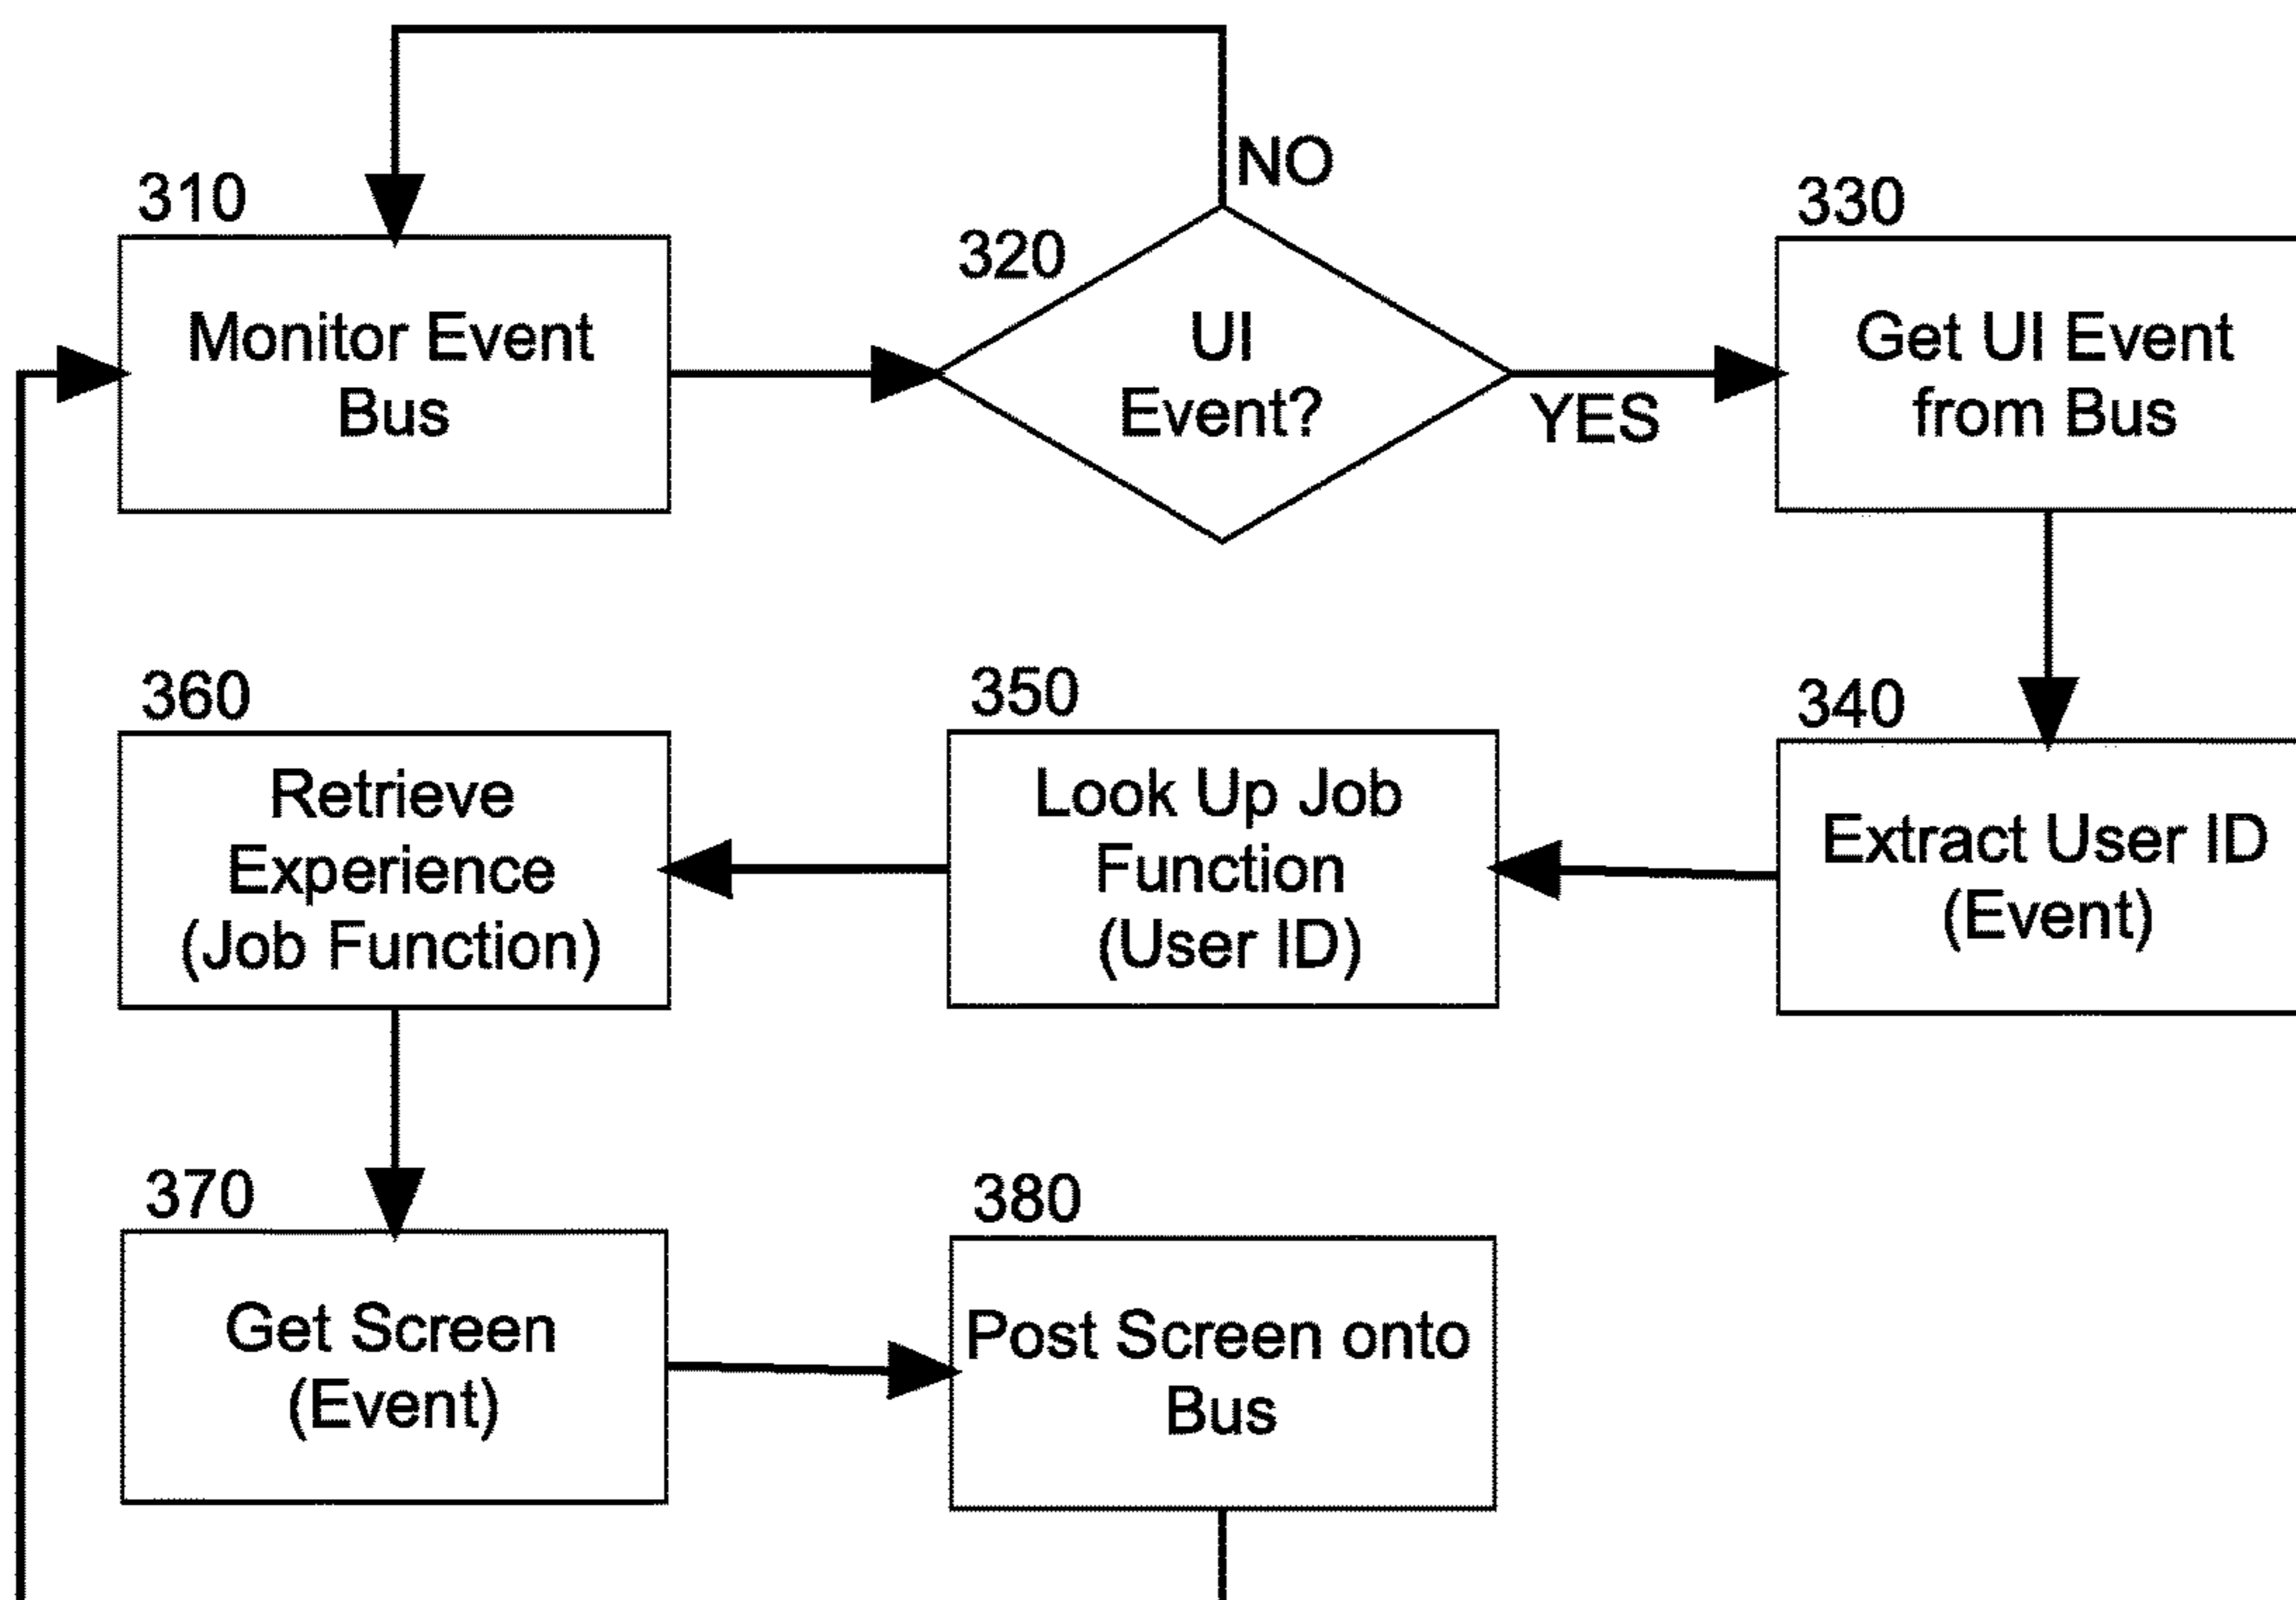 NO
310
Monitor Event
Bus
320
UI
Event?
YES
330
Get UI Event
from Bus
340
Extract User ID
(Event)
350
Look Up Job
Function
(User ID)
360
Retrieve
Experience
(Job Function)
370
Get Screen
(Event)
380
Post Screen onto
Bus